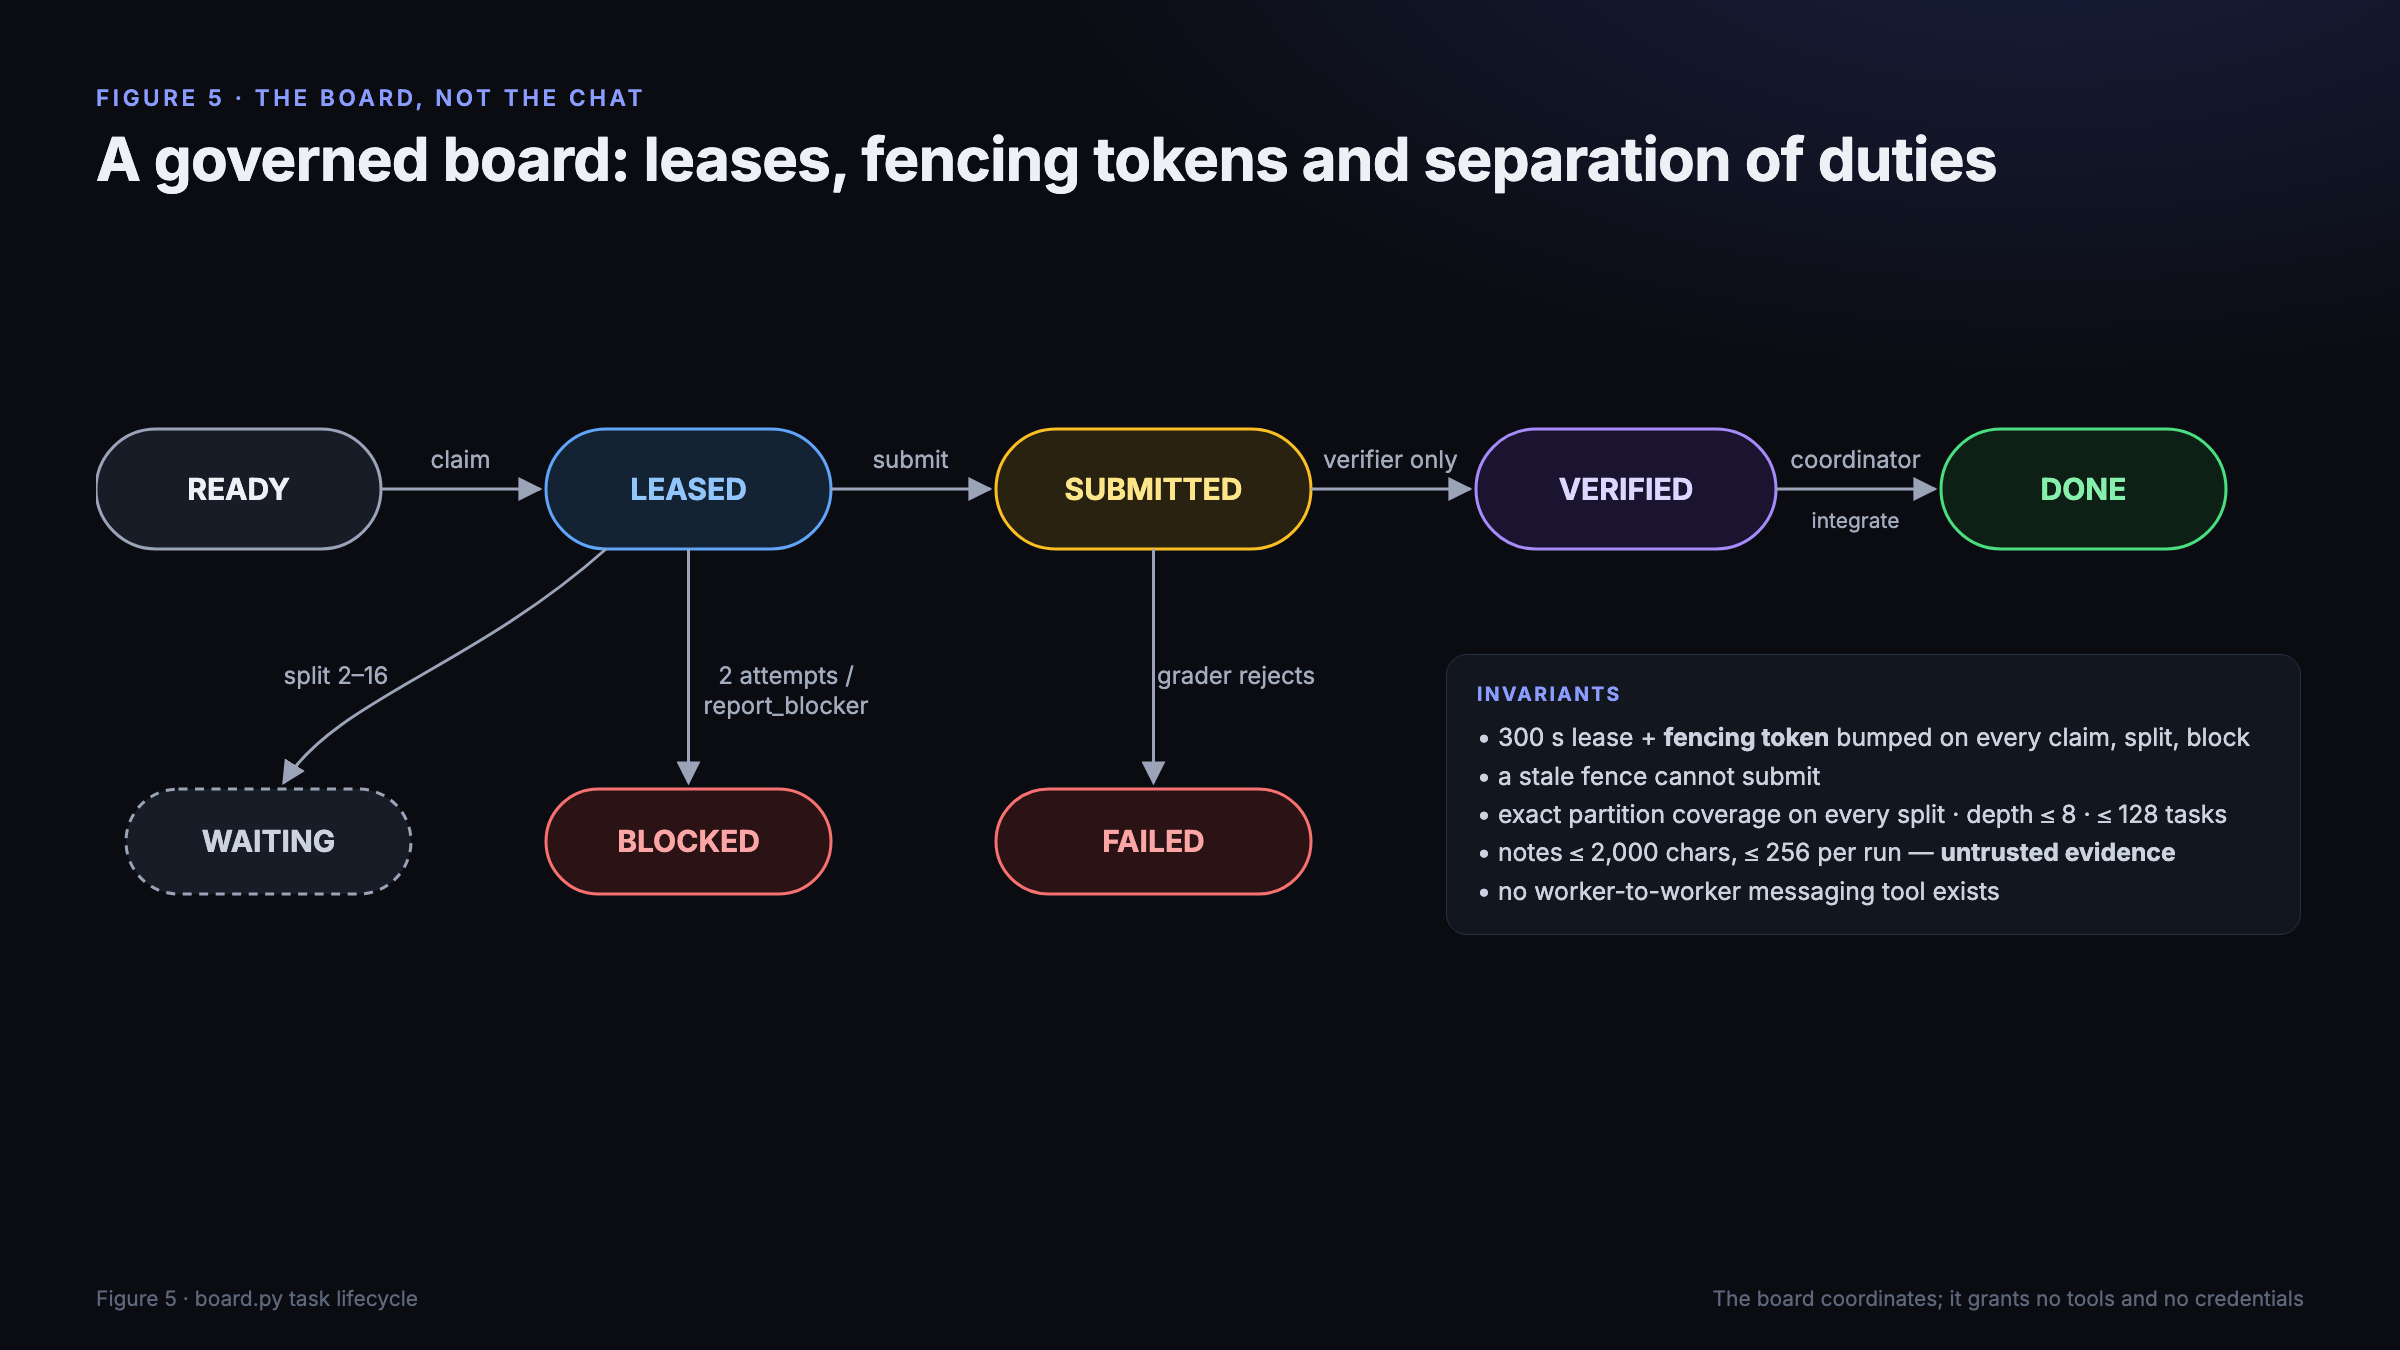 FIGURE 5 · THE BOARD, NOT THE CHAT
A governed board: leases, fencing tokens and separation of duties
READY
claim
LEASED
submit
SUBMITTED
verifier only
VERIFIED
coordinator
integrate
DONE
split 2–16
2 attempts /
report_blocker
grader rejects
WAITING
BLOCKED
FAILED
INVARIANTS
• 300 s lease + fencing token bumped on every claim, split, block
• a stale fence cannot submit
• exact partition coverage on every split · depth ≤ 8 · ≤ 128 tasks
• notes ≤ 2,000 chars, ≤ 256 per run — untrusted evidence
• no worker-to-worker messaging tool exists
Figure 5 · board.py task lifecycle
The board coordinates; it grants no tools and no credentials